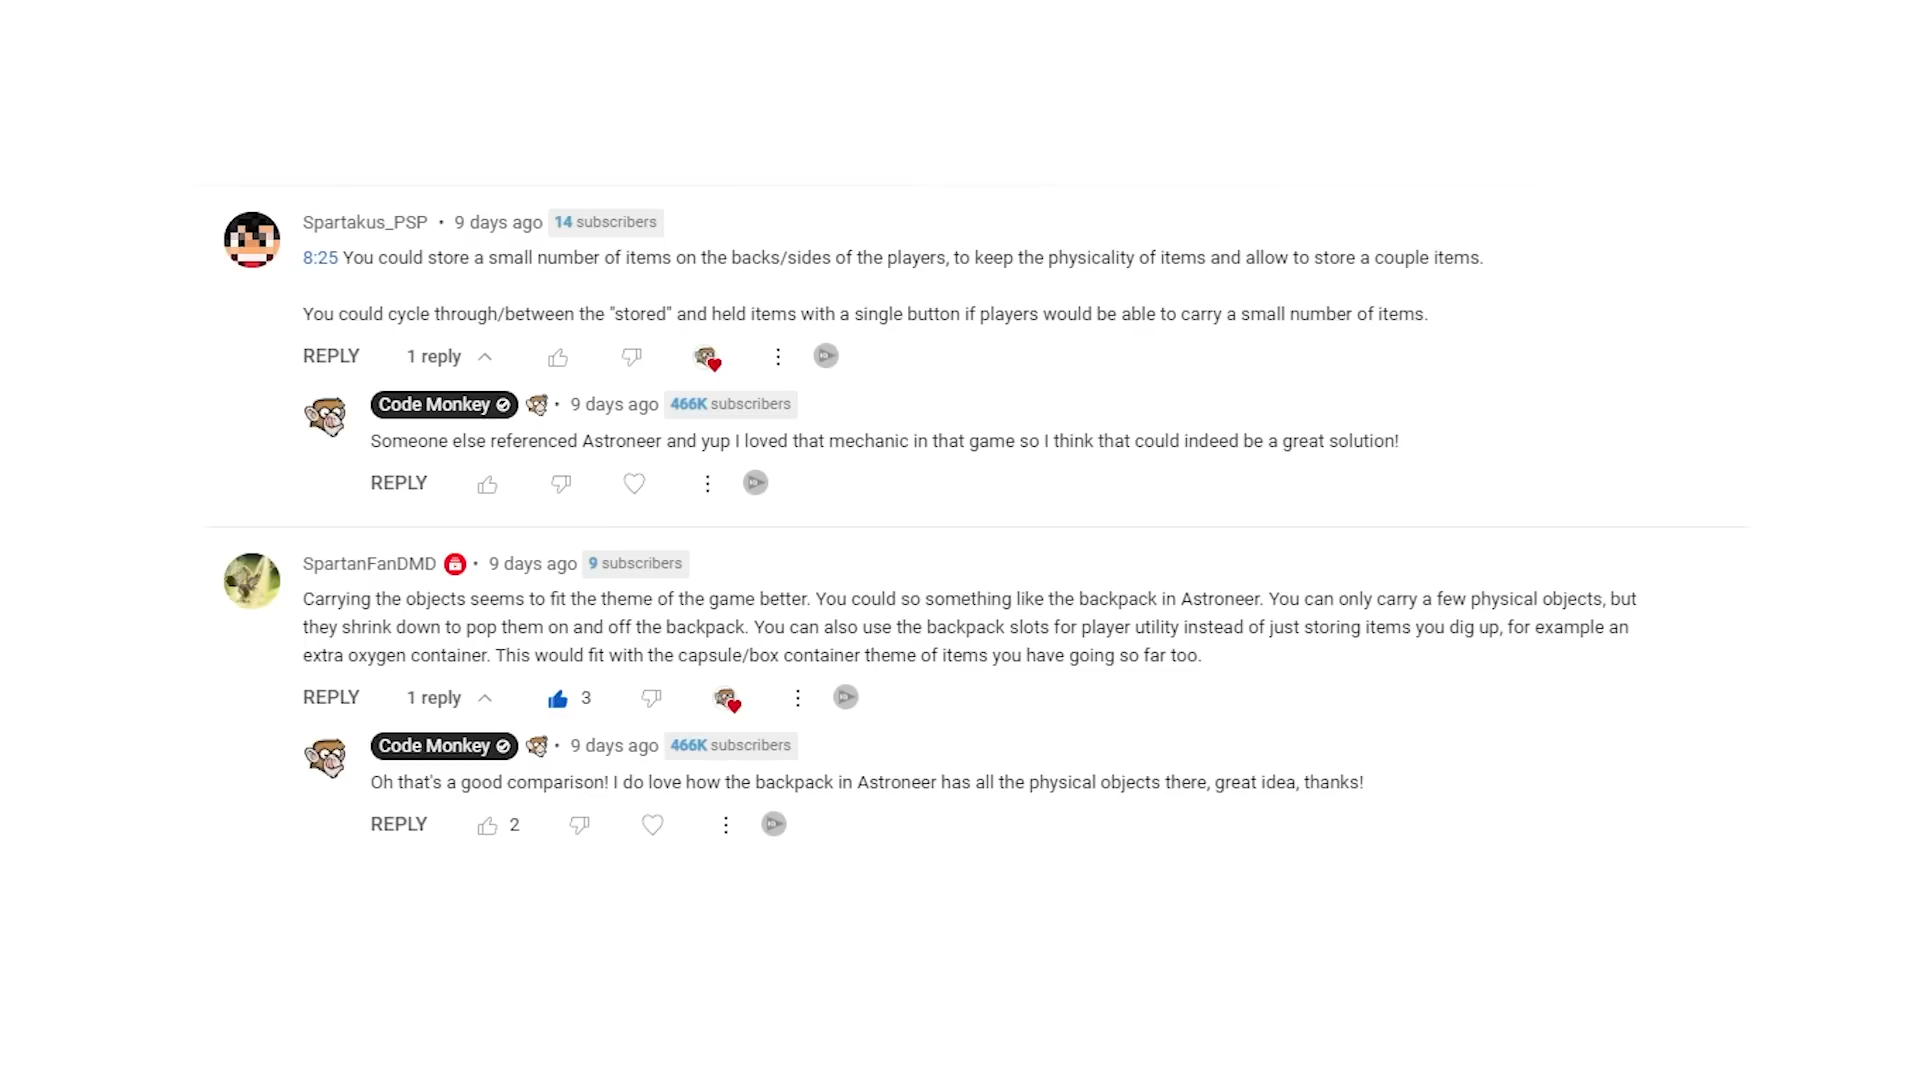 Spartakus_PSP • 9 days ago 14 subscribers
8:25 You could store a small number of items on the backs/sides of the players, to keep the physicality of items and allow to store a couple items.
You could cycle through/between the "stored" and held items with a single button if players would be able to carry a small number of items.
REPLY 1 reply
Code Monkey • 9 days ago 466K subscribers
Someone else referenced Astroneer and yup I loved that mechanic in that game so I think that could indeed be a great solution!
REPLY
SpartanFanDMD • 9 days ago 9 subscribers
Carrying the objects seems to fit the theme of the game better. You could so something like the backpack in Astroneer. You can only carry a few physical objects, but
they shrink down to pop them on and off the backpack. You can also use the backpack slots for player utility instead of just storing items you dig up, for example an
extra oxygen container. This would fit with the capsule/box container theme of items you have going so far too.
REPLY 1 reply 3
Code Monkey • 9 days ago 466K subscribers
Oh that's a good comparison! I do love how the backpack in Astroneer has all the physical objects there, great idea, thanks!
REPLY 2